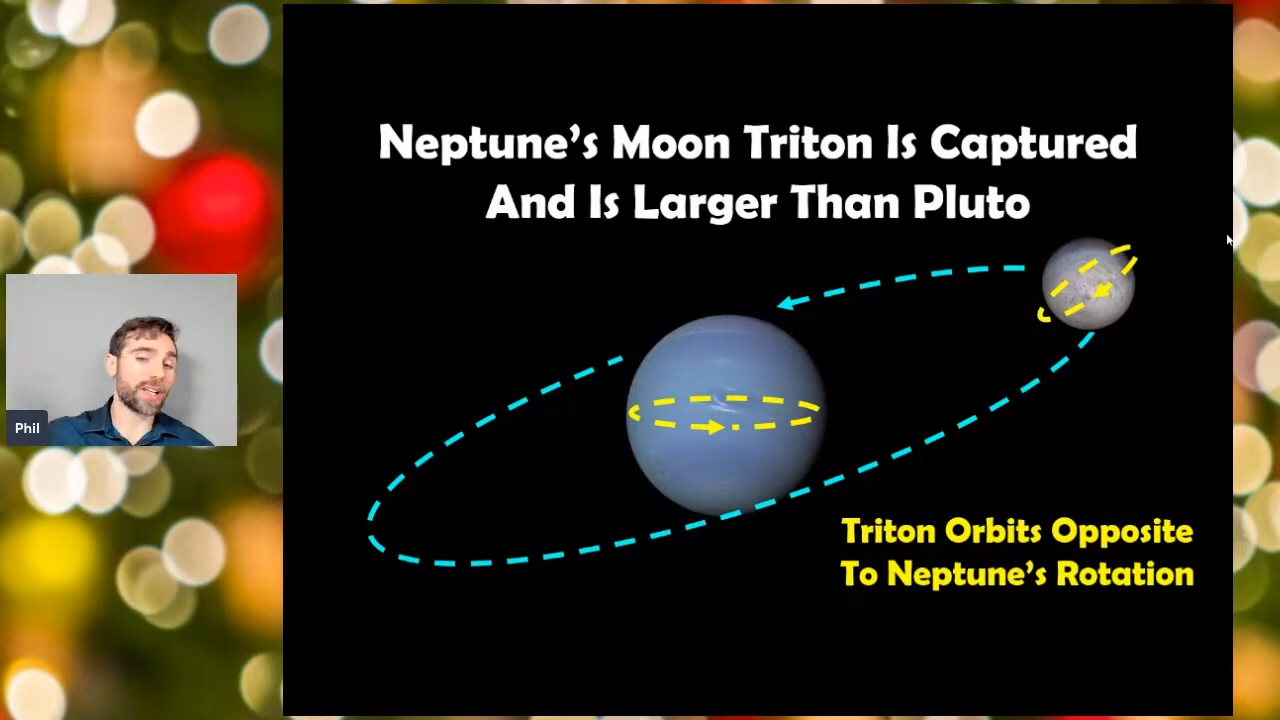 Neptune's Moon Triton Is Captured
And Is Larger Than Pluto
Phil
Triton Orbits Opposite
To Neptune's Rotation